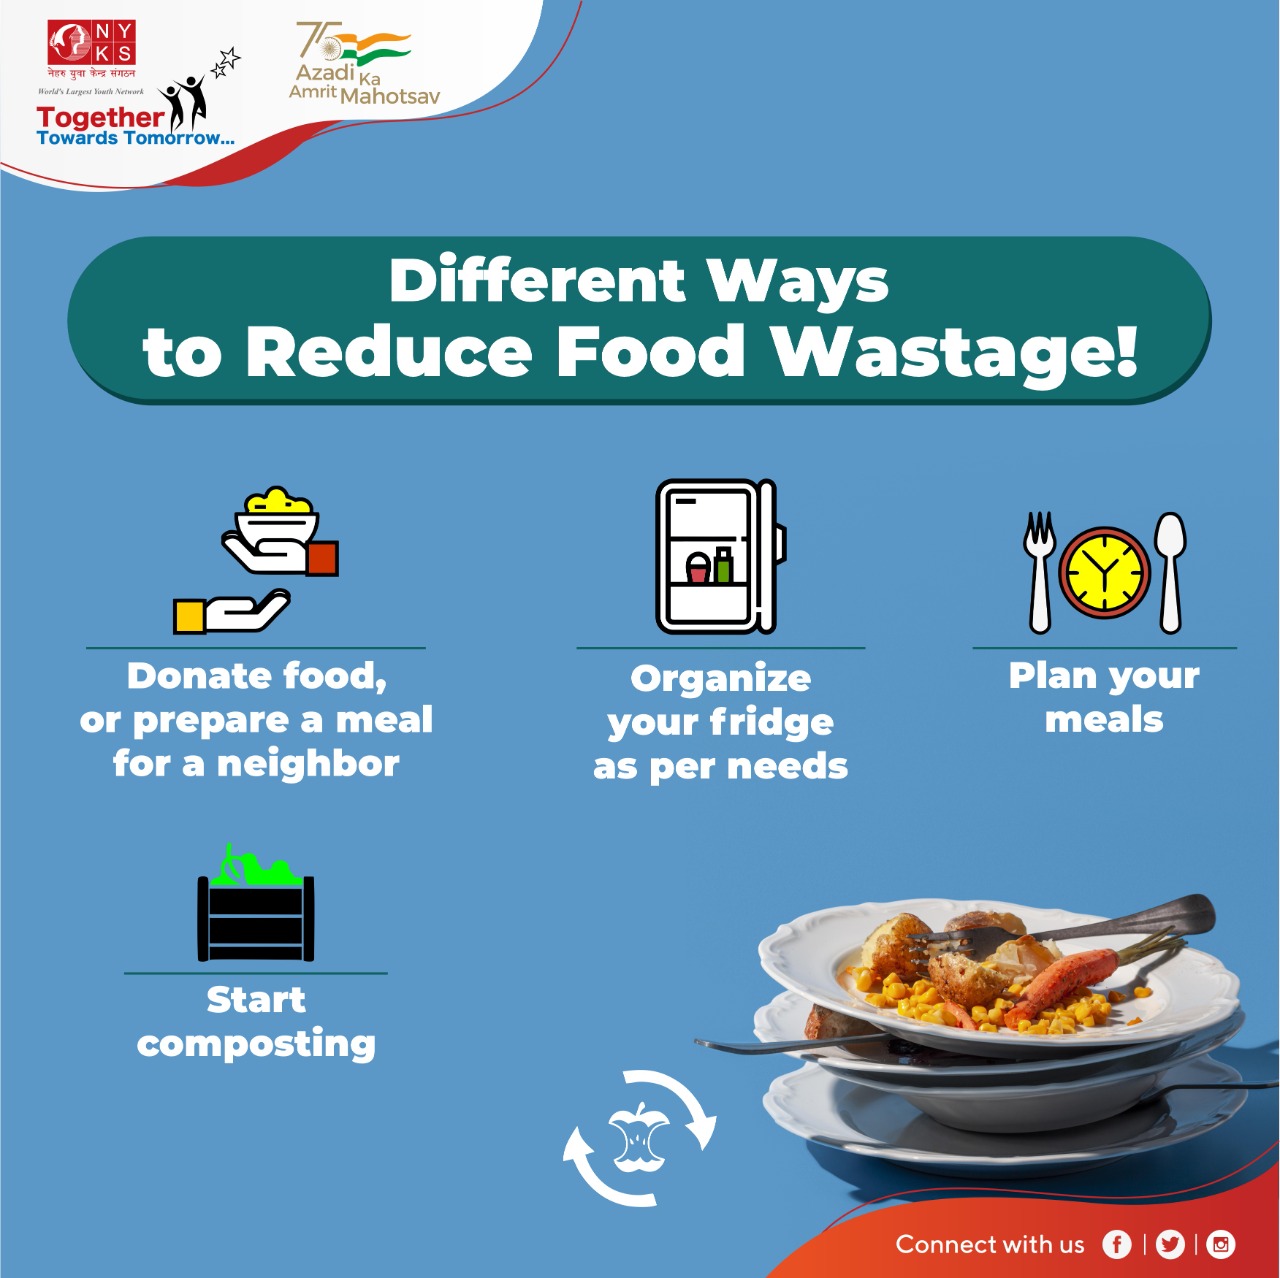 NY
KS
नेहरु युवा केन्द्र संगठन
World's Largest Youth Network
Together
Towards Tomorrow...
75
Azadi Ka
Amrit Mahotsav
Different Ways
to Reduce Food Wastage!
Donate food,
or prepare a meal
for a neighbor
Organize
your fridge
as per needs
Plan your
meals
Start
composting
Connect with us